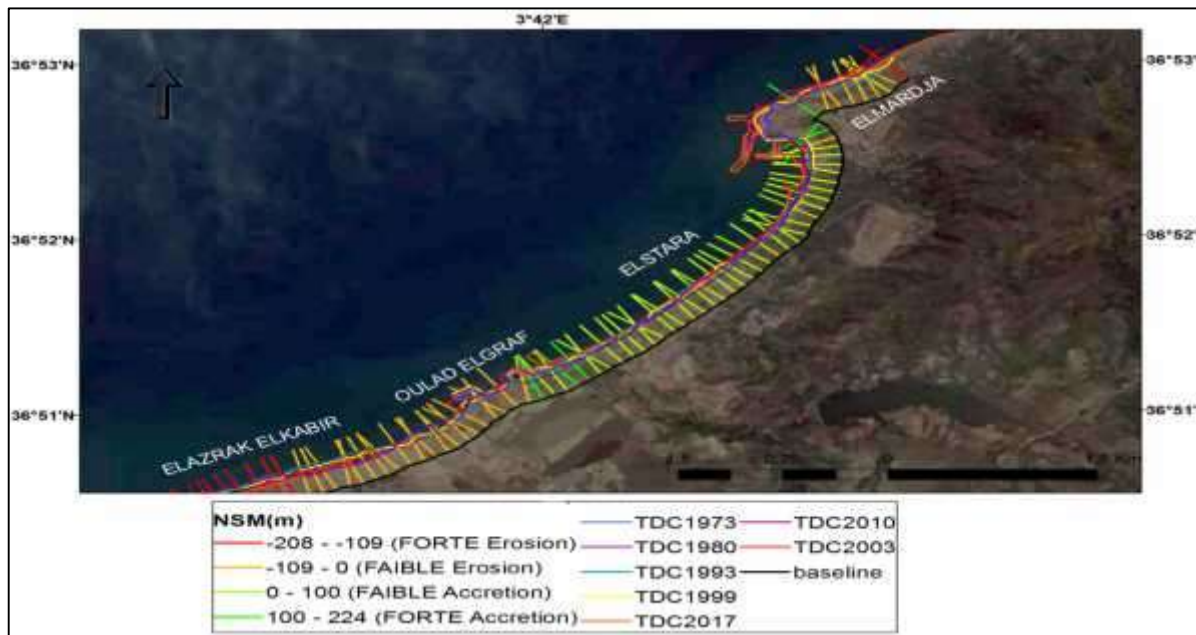 3°42'E
36°53'N
36°53'
ELMARDJA
36°52'N
36°52'
ELSTARA
OULAD ELGRAF
36°51'N
36°51'
ELAZRAK ELKABIR
NSM(m)
-208 - -109 (FORTE Erosion)
-109 - 0 (FAIBLE Erosion)
0 - 100 (FAIBLE Accretion)
100 - 224 (FORTE Accretion)
TDC1973
TDC1980
TDC1993
TDC1999
TDC2017
TDC2010
TDC2003
baseline